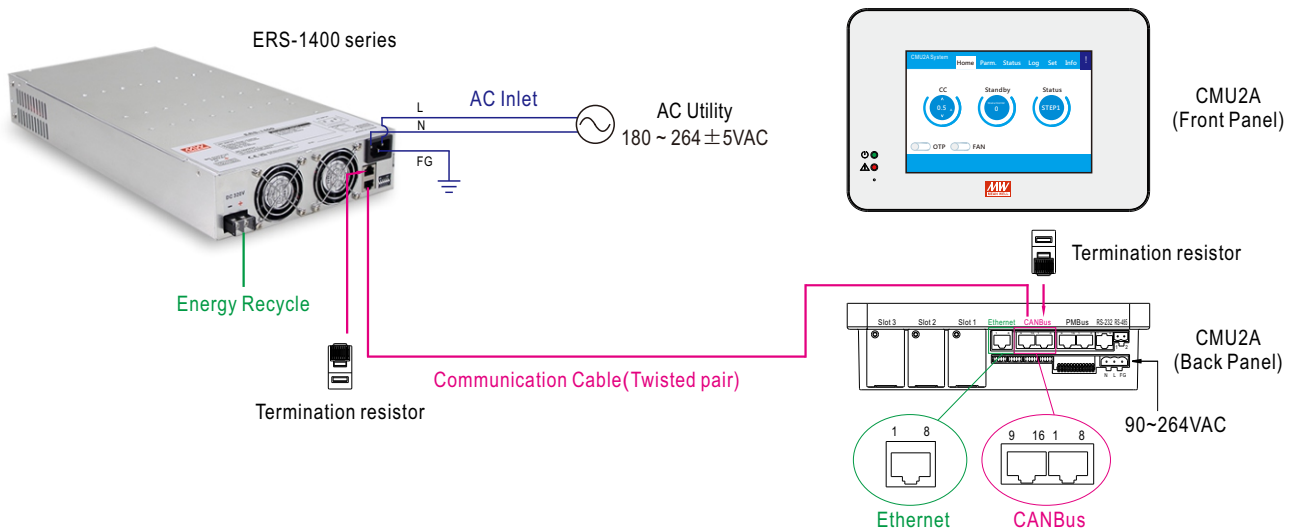 ERS-1400 series
L
AC Inlet
N
FG
AC Utility
180 ~ 264±5VAC
DC 320V
- +
Energy Recycle
Termination resistor
Communication Cable(Twisted pair)
CMU2A System
Home Parm. Status Log Set Info !
CC Standby Status
0.5
0
STEP1
OTP FAN
MW
CMU2A
(Front Panel)
Termination resistor
Slot 3 Slot 2 Slot 1 Ethernet CANBus PMBus RS-232 RS-485
N L FG
CMU2A
(Back Panel)
90~264VAC
1 8
9 16 1 8
Ethernet
CANBus